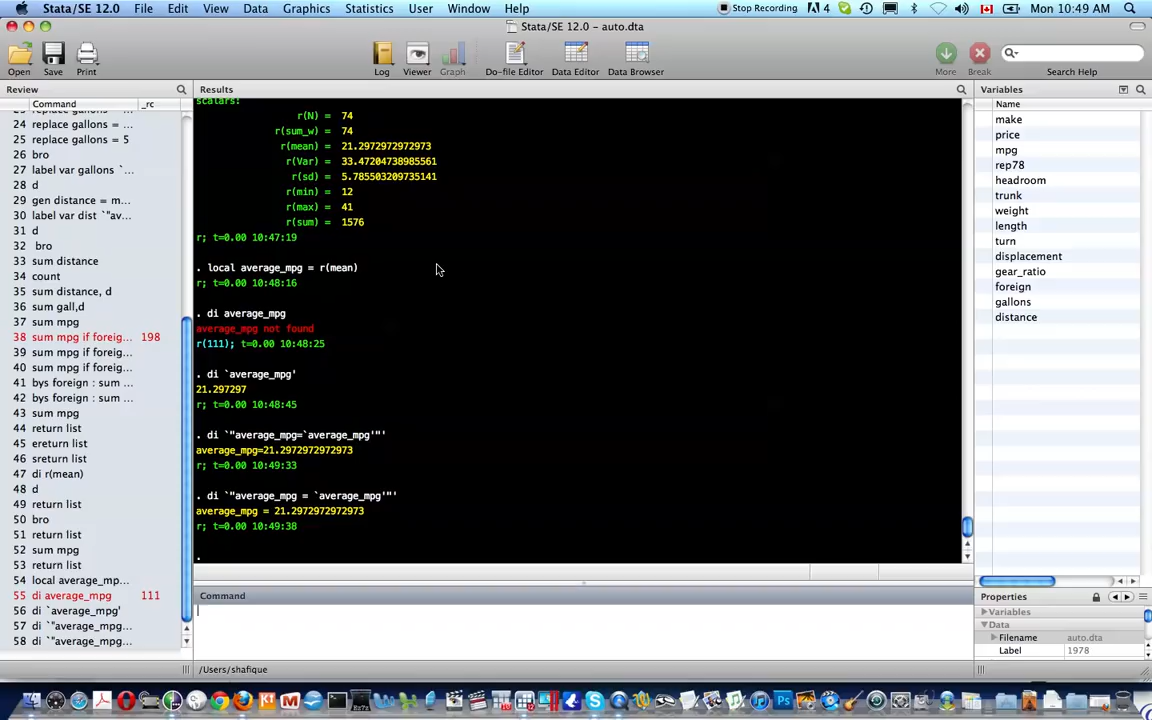 Stata/SE 12.0 File Edit View Data Graphics Statistics User Window Help Stop Recording 4 Mon 10:49 AM
Stata/SE 12.0 - auto.dta
Open Save Print Log Viewer Graph Do-file Editor Data Editor Data Browser More Break Search Help
Review
Command _rc
24 replace gallons = ...
25 replace gallons = 5
26 bro
27 label var gallons `...
28 d
29 gen distance = m...
30 label var dist `"av...
31 d
32 bro
33 sum distance
34 count
35 sum distance, d
36 sum gall,d
37 sum mpg
38 sum mpg if foreig... 198
39 sum mpg if foreig...
40 sum mpg if foreig...
41 bys foreign : sum ...
42 bys foreign : sum ...
43 sum mpg
44 return list
45 ereturn list
46 sreturn list
47 di r(mean)
48 d
49 return list
50 bro
51 return list
52 sum mpg
53 return list
54 local average_mp...
55 di average_mpg 111
56 di `average_mpg'
57 di `"average_mpg...
58 di `"average_mpg...
Results
scalars:
r(N) = 74
r(sum_w) = 74
r(mean) = 21.2972972972973
r(Var) = 33.47204738985561
r(sd) = 5.785503209735141
r(min) = 12
r(max) = 41
r(sum) = 1576
r; t=0.00 10:47:19
. local average_mpg = r(mean)
r; t=0.00 10:48:16
. di average_mpg
average_mpg not found
r(111); t=0.00 10:48:25
. di `average_mpg'
21.297297
r; t=0.00 10:48:45
. di `"average_mpg=`average_mpg'"'
average_mpg=21.2972972972973
r; t=0.00 10:49:33
. di `"average_mpg = `average_mpg'"'
average_mpg = 21.2972972972973
r; t=0.00 10:49:38
.
Command
/Users/shafique
Variables
Name
make
price
mpg
rep78
headroom
trunk
weight
length
turn
displacement
gear_ratio
foreign
gallons
distance
Properties
Variables
Data
Filename auto.dta
Label 1978